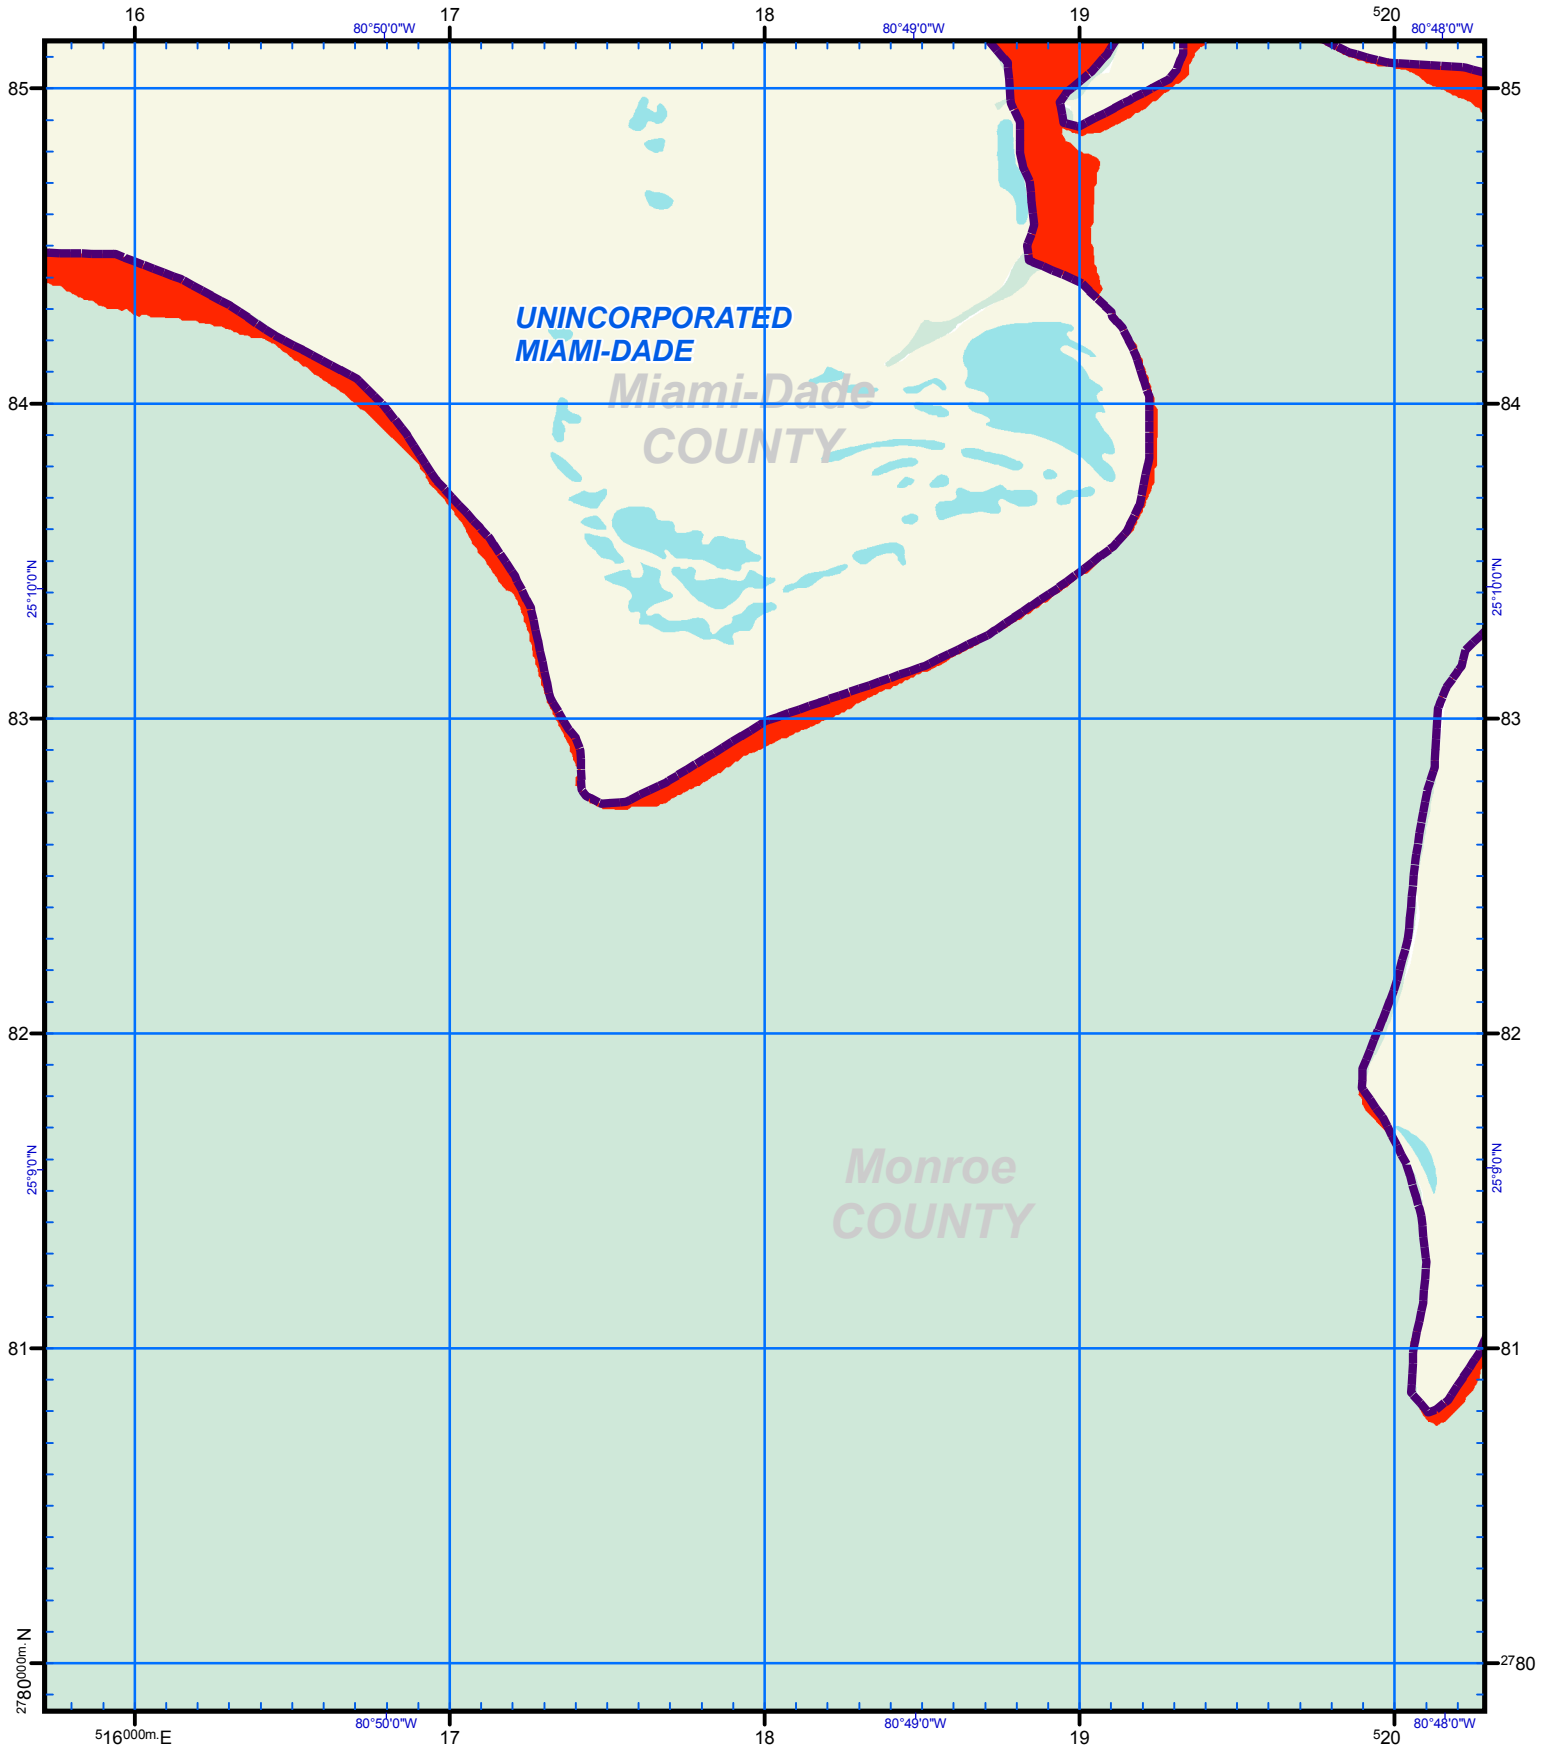 16 17 18 19 520
80°50'0"W 80°49'0"W 80°48'0"W
85 85
UNINCORPORATED
MIAMI-DADE
Miami-Dade
84 84
COUNTY
25°10'0"N 25°10'0"N
83 83
82 82
25°9'0"N 25°9'0"N
Monroe
COUNTY
81 81
2780000m. N 2780
80°50'0"W 80°49'0"W 80°48'0"W
516000m. E 17 18 19 520